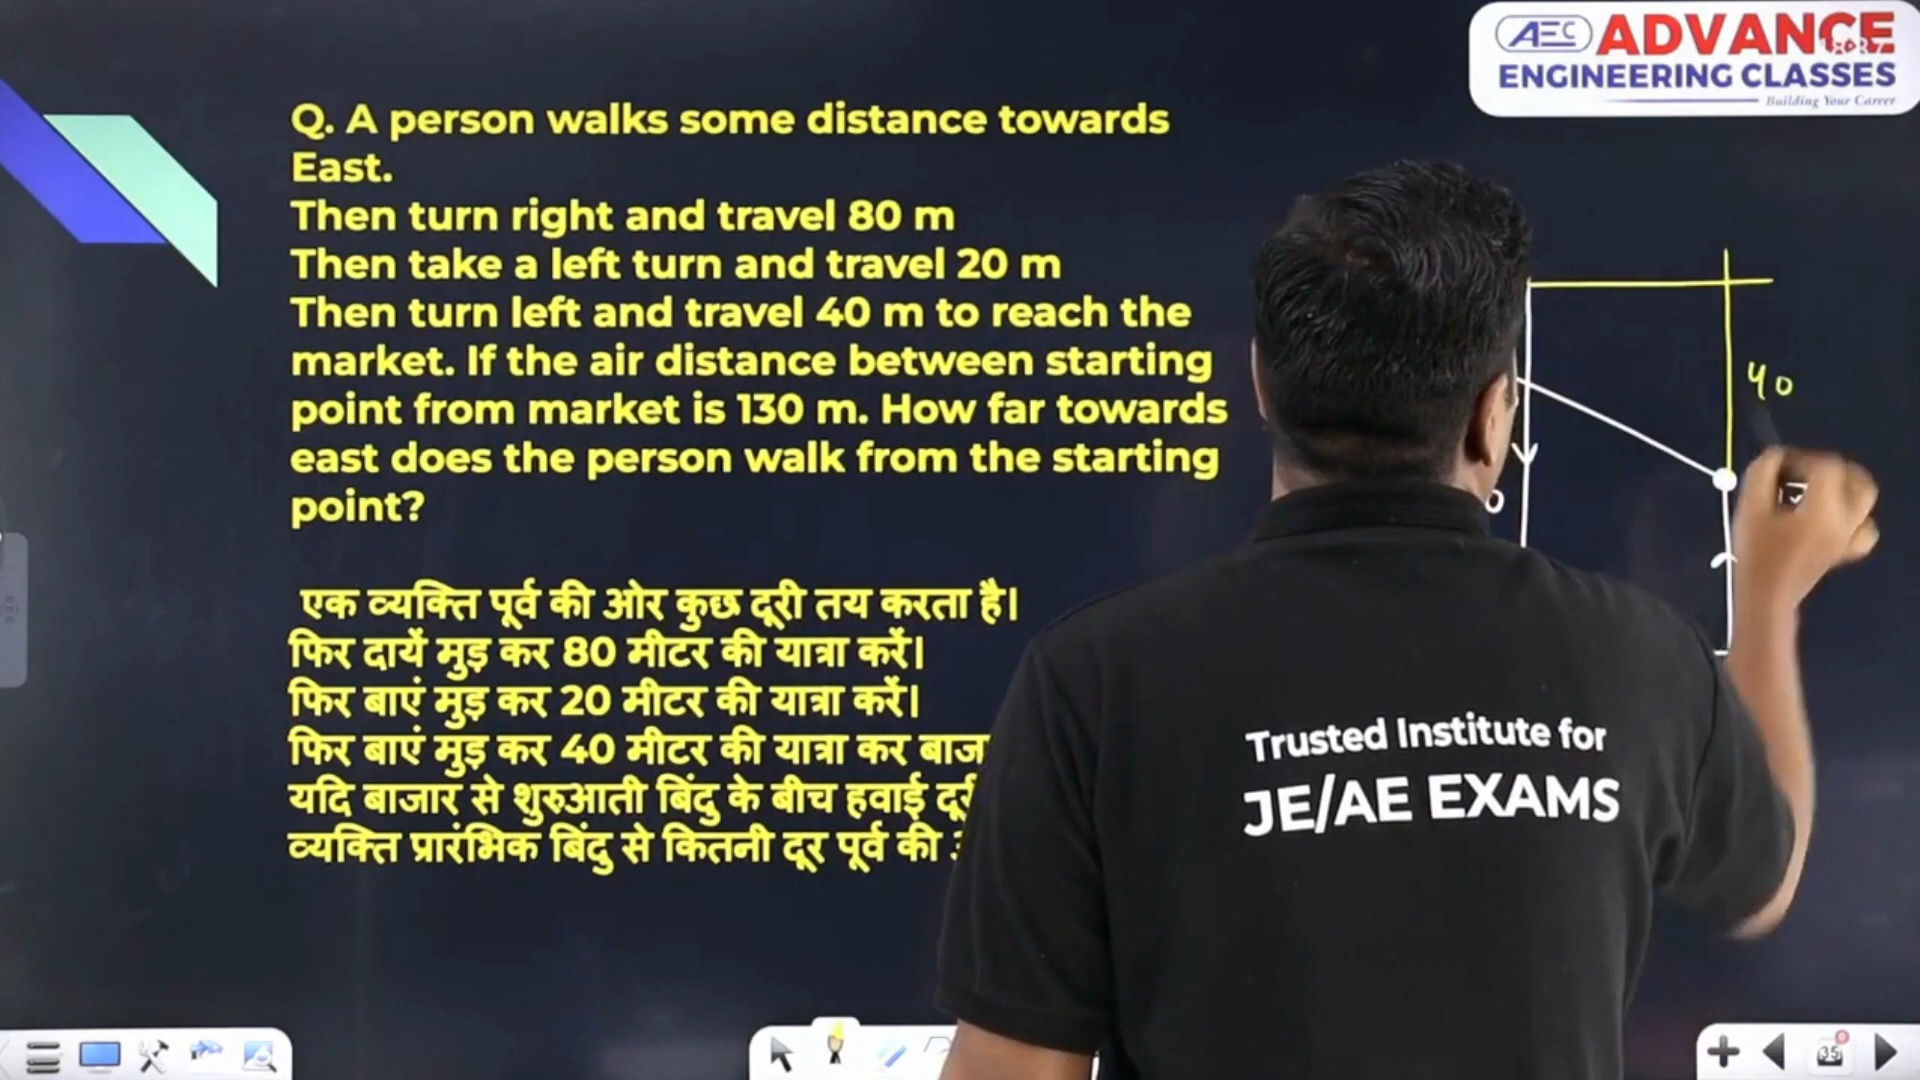 AEC ADVANCE
ENGINEERING CLASSES
Building Your Career
Q. A person walks some distance towards
East.
Then turn right and travel 80 m
Then take a left turn and travel 20 m
Then turn left and travel 40 m to reach the
market. If the air distance between starting
point from market is 130 m. How far towards
east does the person walk from the starting
point?
40
एक व्यक्ति पूर्व की ओर कुछ दूरी तय करता है।
फिर दायें मुड़ कर 80 मीटर की यात्रा करें।
फिर बाएं मुड़ कर 20 मीटर की यात्रा करें।
फिर बाएं मुड़ कर 40 मीटर की यात्रा कर
यदि बाजार से शुरुआती बिंदु के बीच हवाई
व्यक्ति प्रारंभिक बिंदु से कितनी दूर पूर्व की
Trusted Institute for
JE/AE EXAMS
35